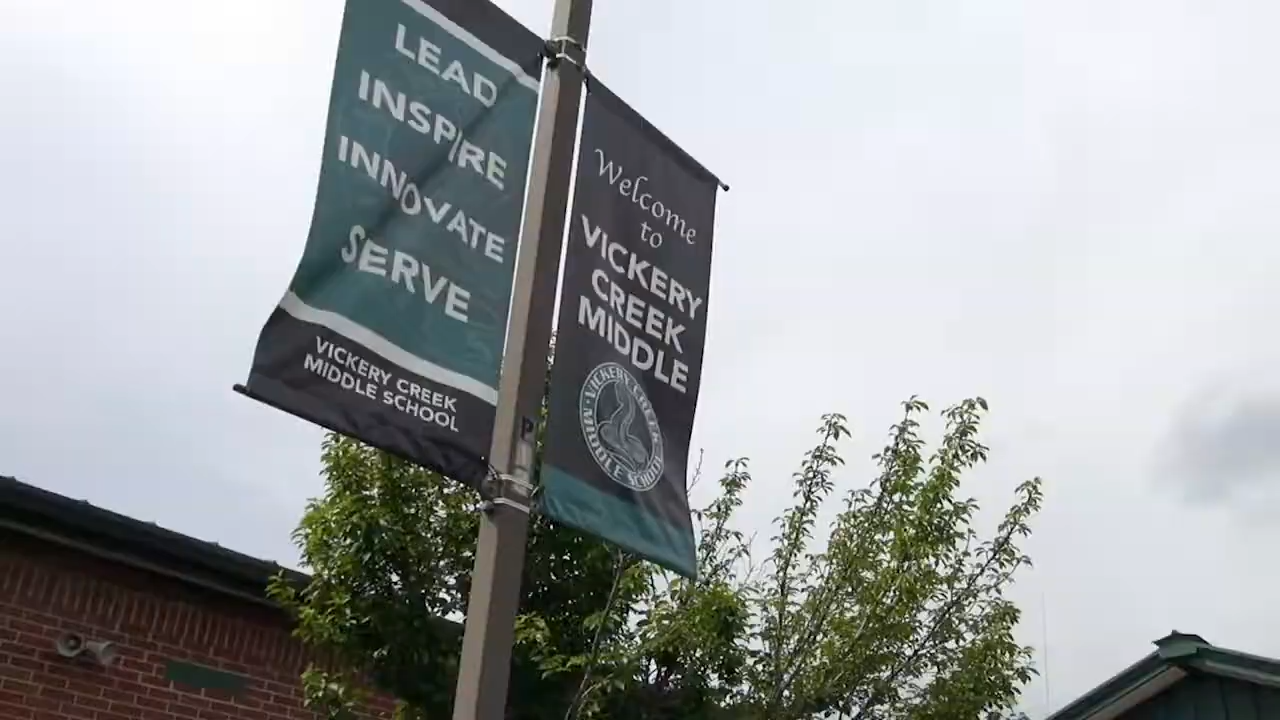 LEAD
INSPIRE
INNOVATE
SERVE
VICKERY CREEK
MIDDLE SCHOOL
Welcome
to
VICKERY
CREEK
MIDDLE
VICKERY CREEK
MIDDLE SCHOOL
P